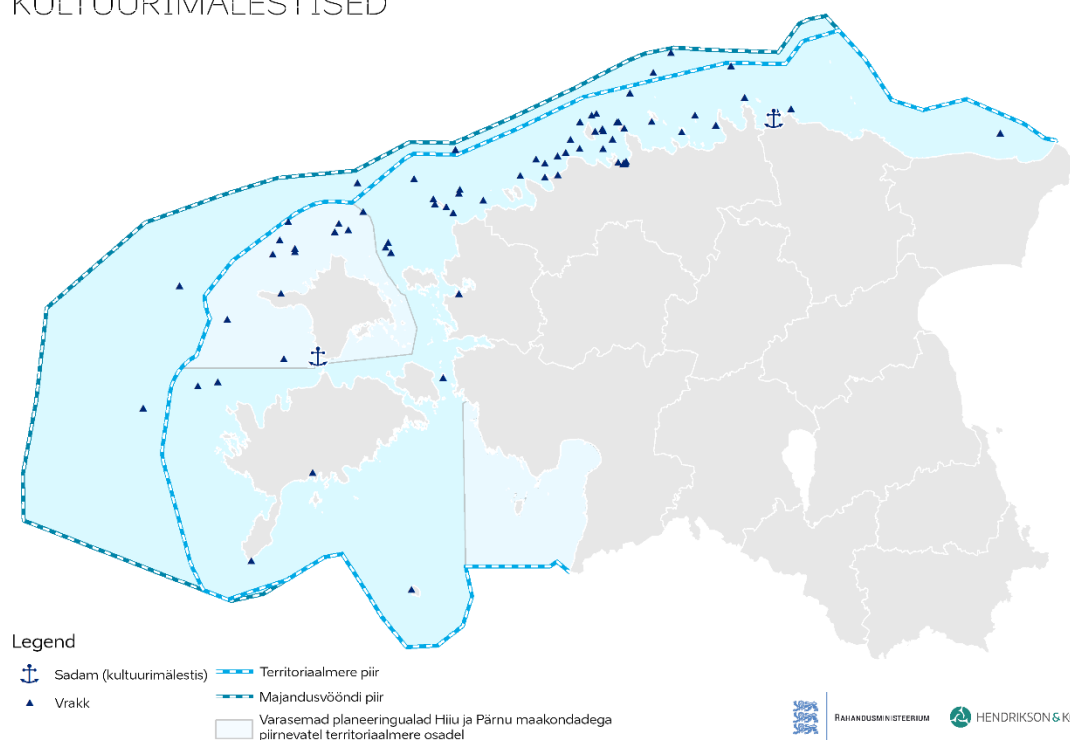 KULTUURIMÄLESTISED
Legend
Sadam (kultuurimälestis)
Vrakk
Territoriaalmere piir
Majandusvööndi piir
Varasemad planeeringualad Hiiu ja Pärnu maakondadega
piirnevatel territoriaalmere osadel
RAHANDUSMINISTEERIUM
HENDRIKSON & K